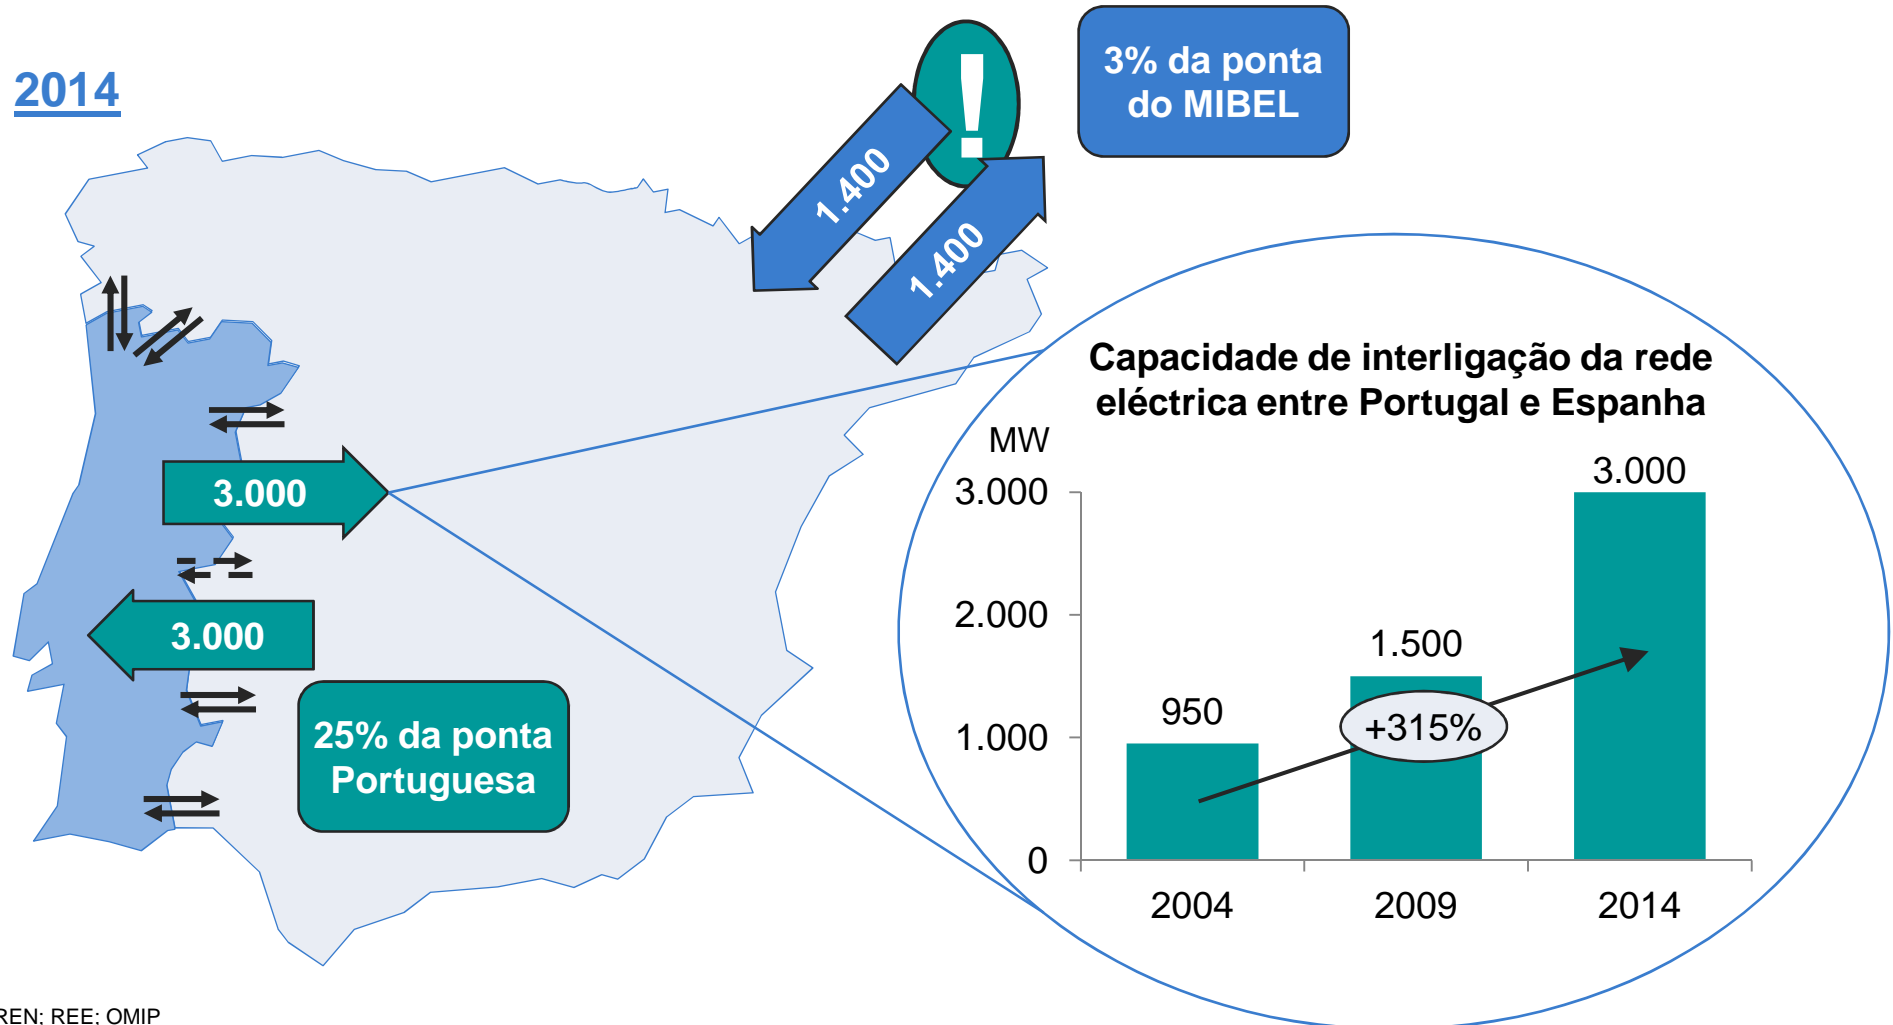 2014
!
3% da ponta
do MIBEL
1.400
1.400
3.000
3.000
25% da ponta
Portuguesa
Capacidade de interligação da rede
eléctrica entre Portugal e Espanha
MW
3.000
2.000
1.000
0
950
1.500
3.000
+315%
2004
2009
2014
REN; REE; OMIP